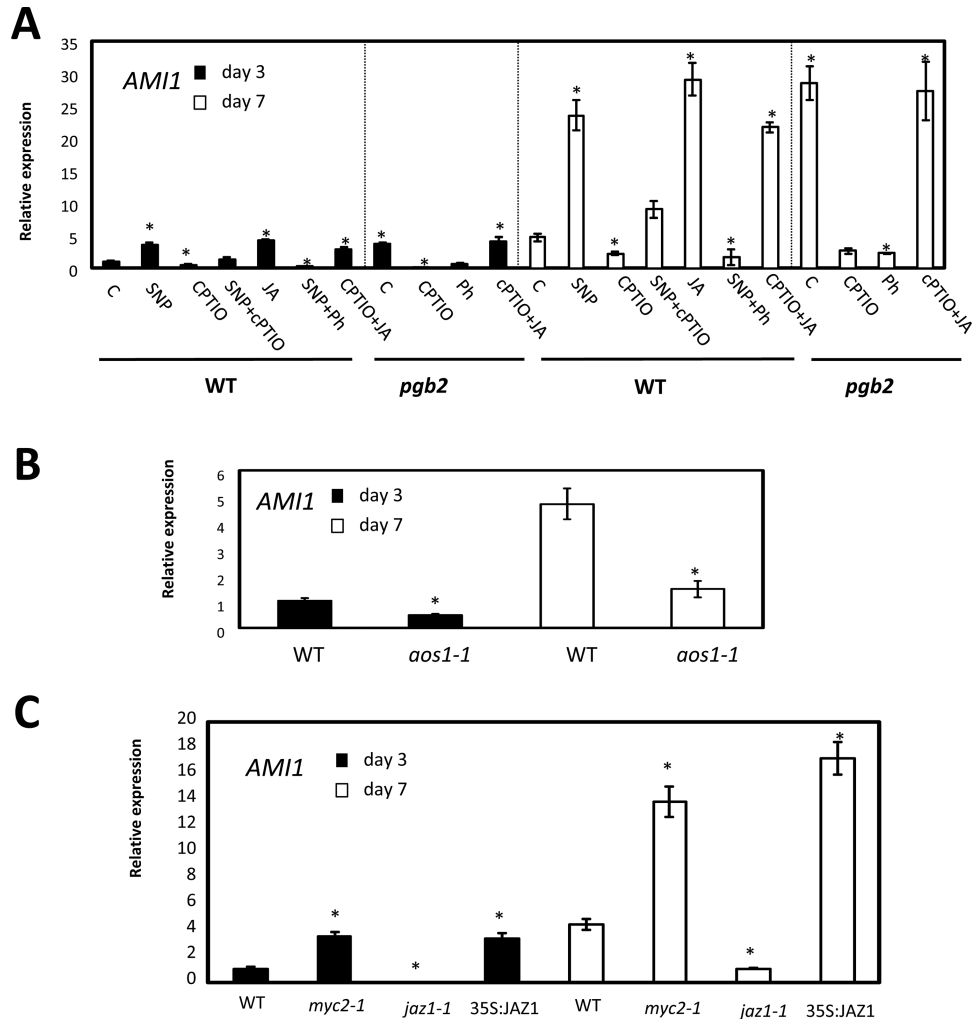 A
35
30
25
20
15
10
5
0
Relative expression
AMI1
day 3
day 7
* * * * * * * * * * * * * * * * * *
C SNP CPTIO SNP+cPTIO JA SNP+Ph CPTIO+JA C CPTIO Ph cPTIO+JA C SNP CPTIO SNP+cPTIO JA SNP+Ph CPTIO+JA C CPTIO Ph cPTIO+JA
WT pgb2 WT pgb2
B
6
5
4
3
2
1
0
Relative expression
AMI1
day 3
day 7
* *
WT aos1-1 WT aos1-1
C
20
18
16
14
12
10
8
6
4
2
0
Relative expression
AMI1
day 3
day 7
* * * * * *
WT myc2-1 jaz1-1 35S:JAZ1 WT myc2-1 jaz1-1 35S:JAZ1